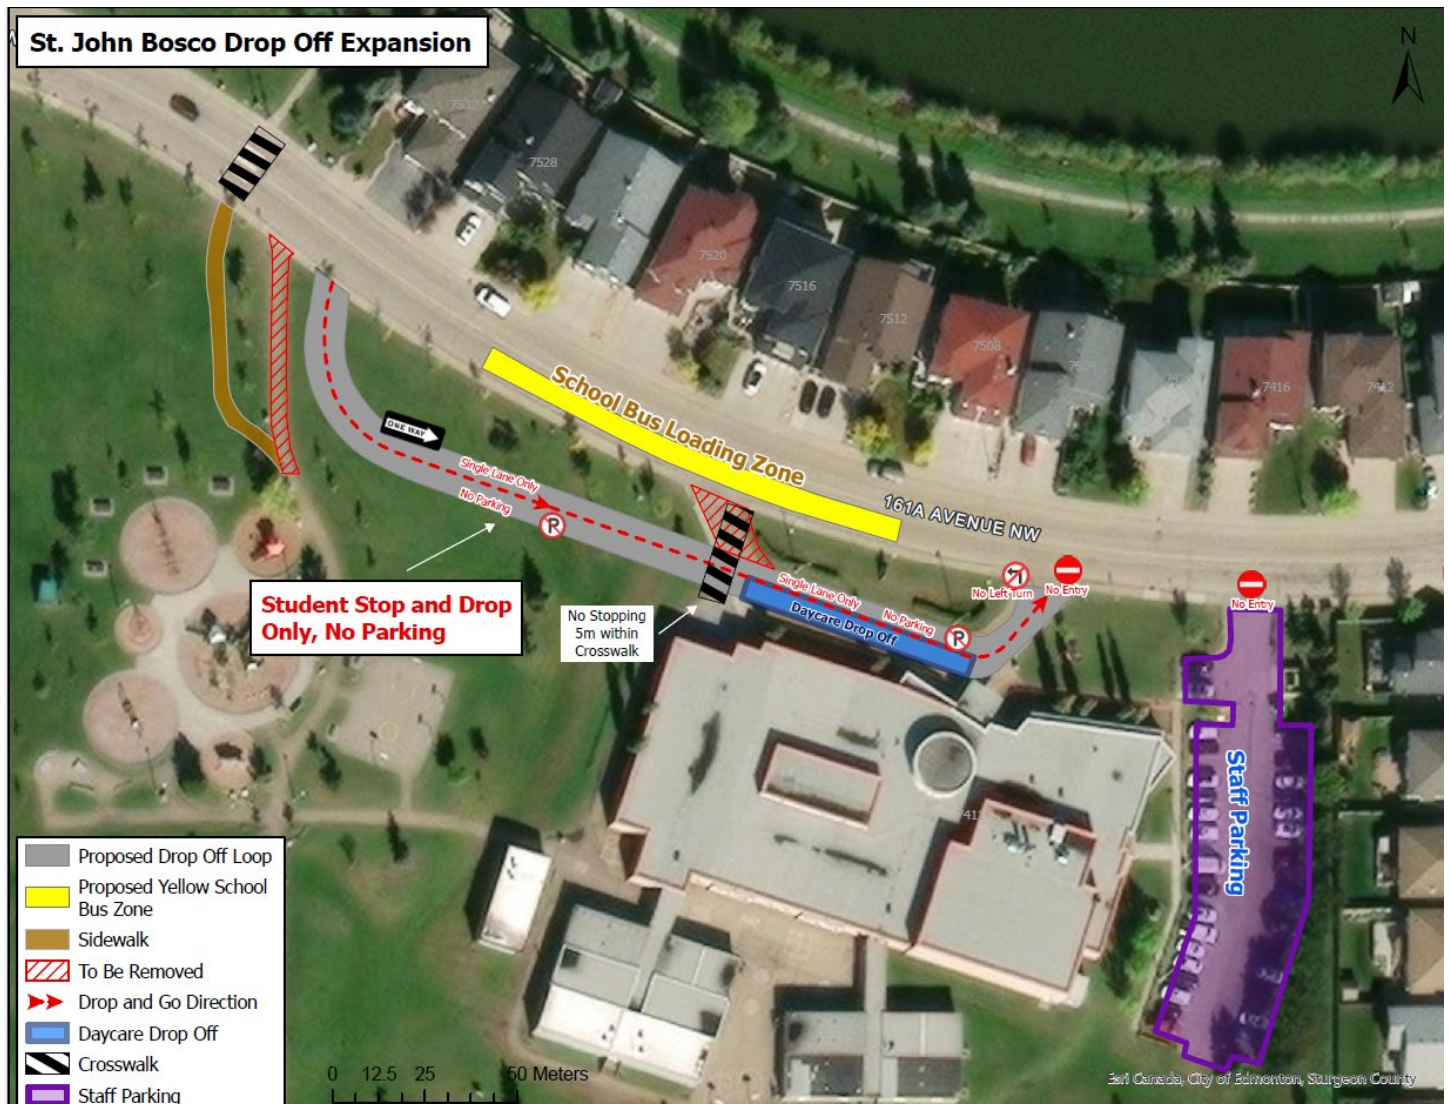 St. John Bosco Drop Off Expansion
N
7532
7528
7520
7516
7512
7508
7416
7412
School Bus Loading Zone
161A AVENUE NW
ONE WAY
Single Lane Only
No Parking
P
Student Stop and Drop
Only, No Parking
No Stopping
5m within
Crosswalk
Single Lane Only
No Parking
P
Daycare Drop Off
No Left Turn
No Entry
No Entry
Staff Parking
Proposed Drop Off Loop
Proposed Yellow School
Bus Zone
Sidewalk
To Be Removed
Drop and Go Direction
Daycare Drop Off
Crosswalk
Staff Parking
0 12.5 25 50 Meters
Esri Canada, City of Edmonton, Sturgeon County